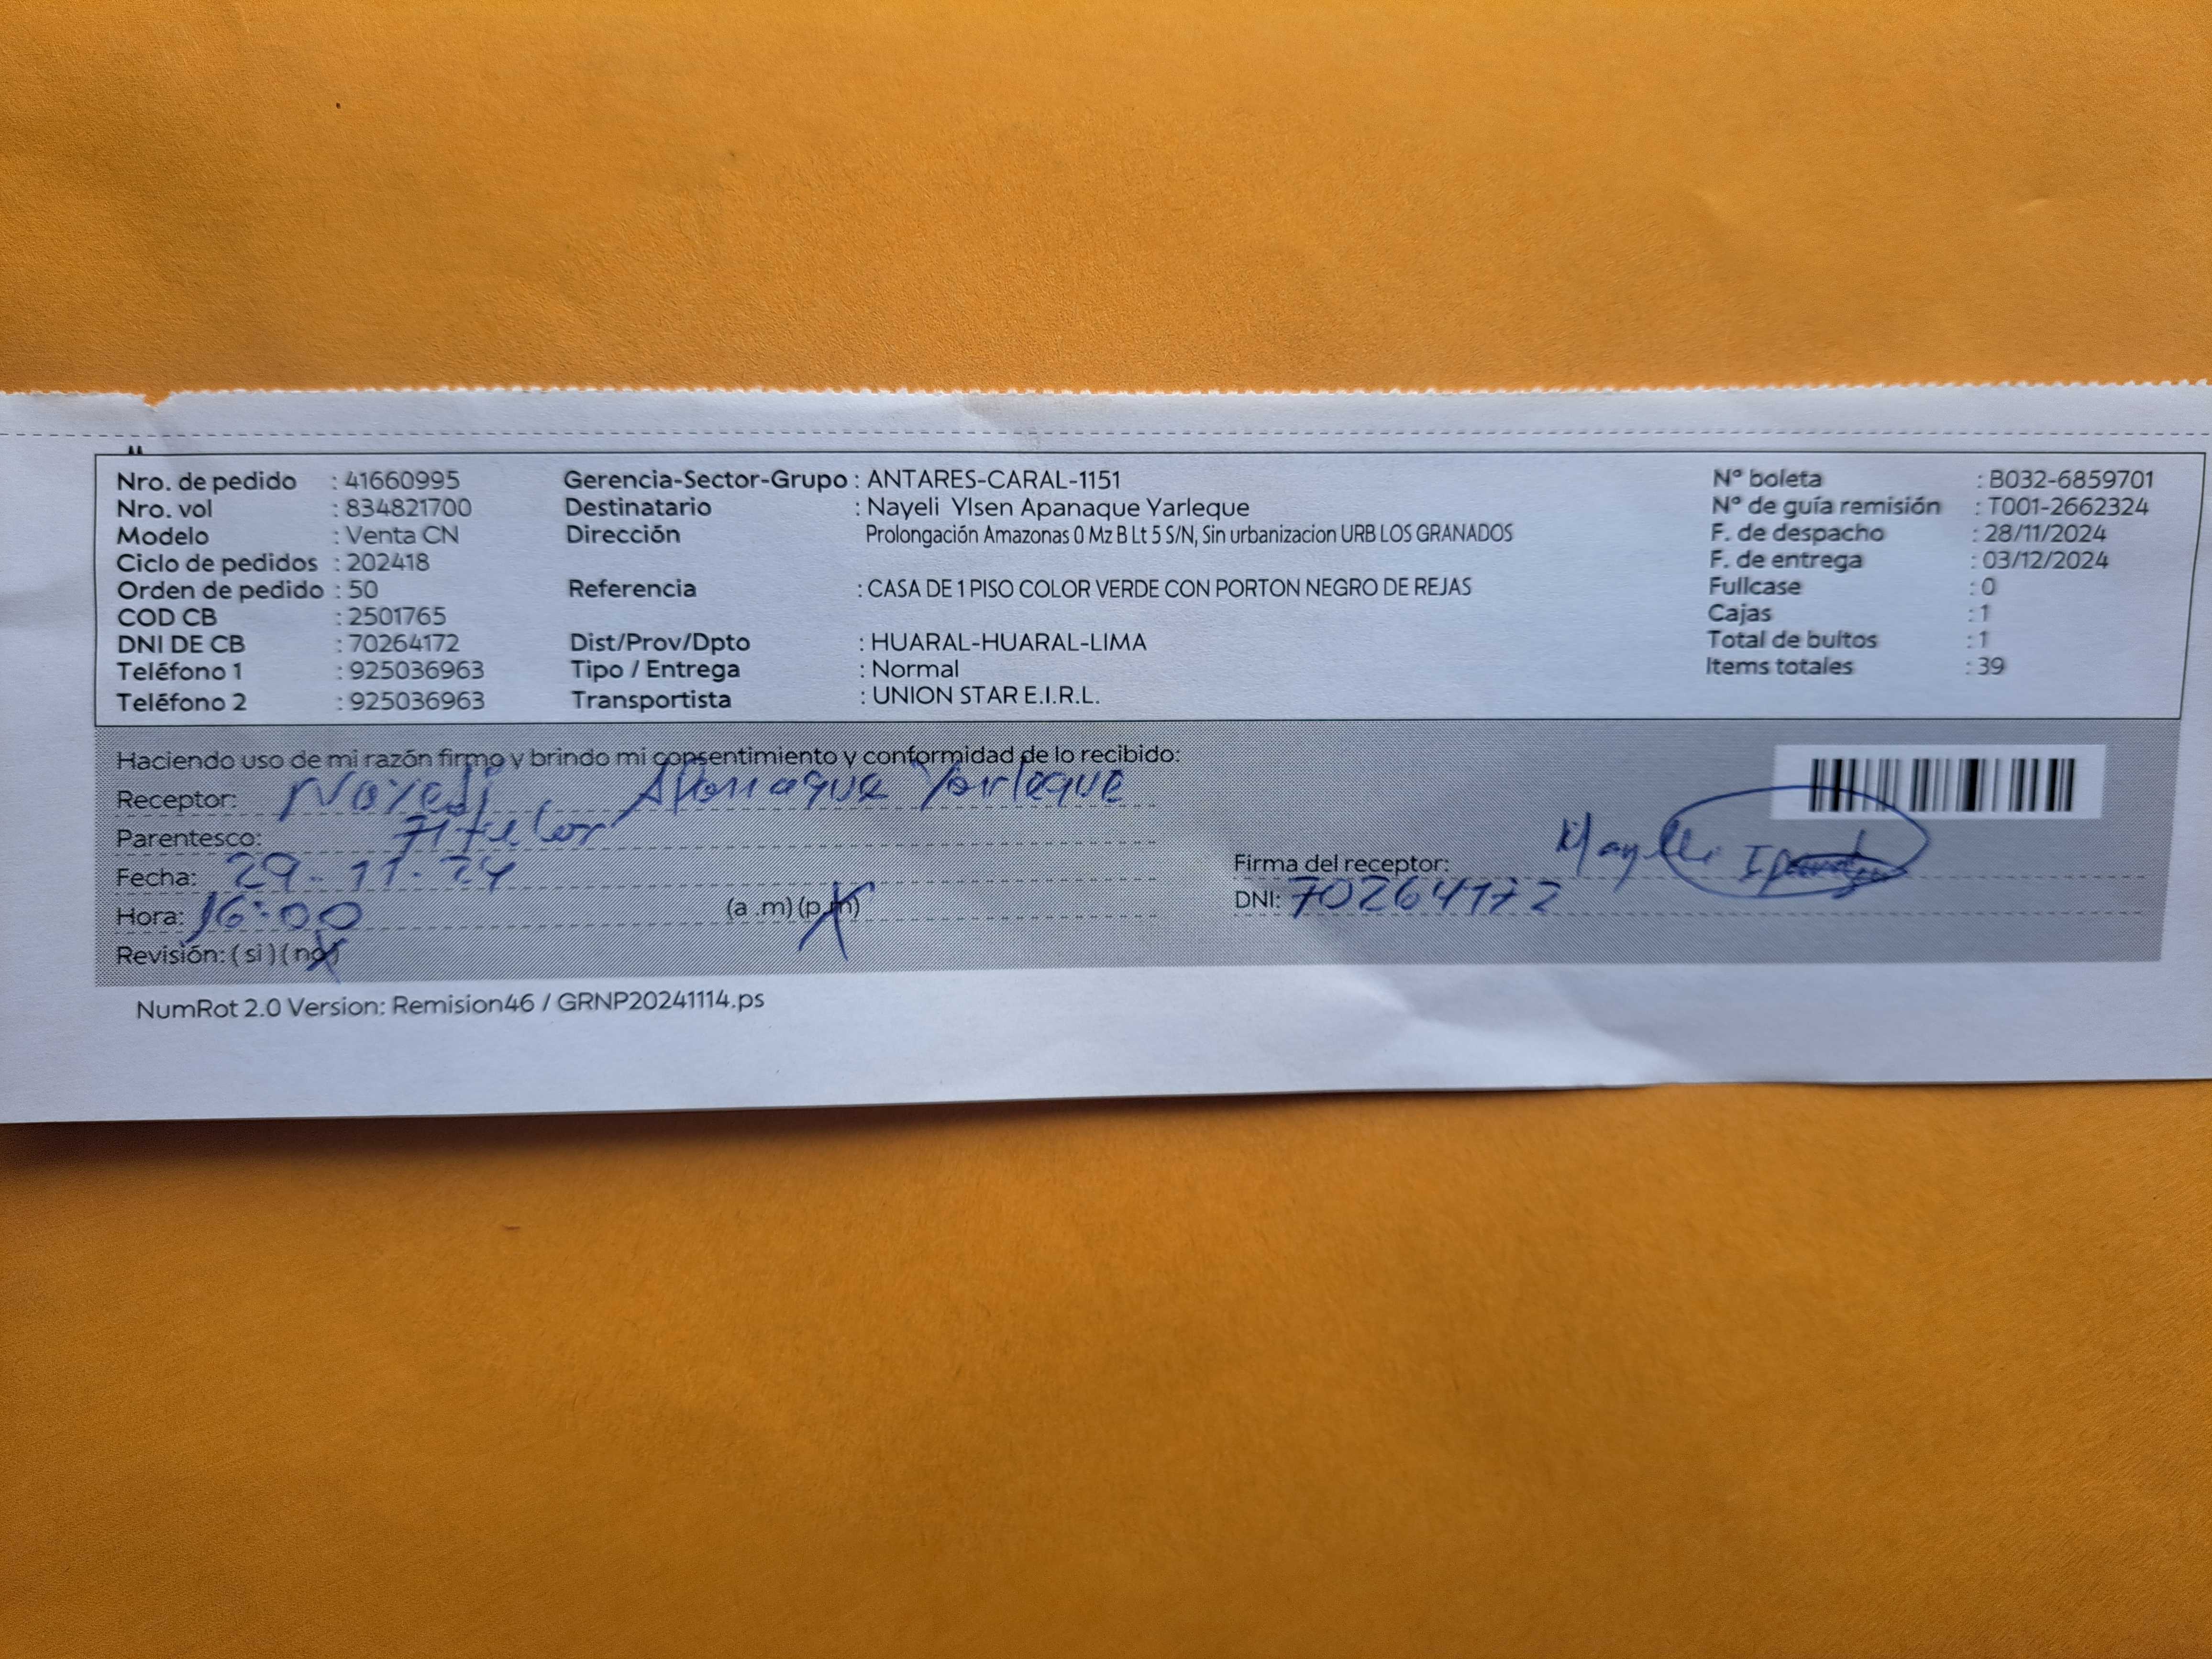 Nro. de pedido : 41660995 Gerencia-Sector-Grupo : ANTARES-CARAL-1151 Nº boleta : B032-6859701
Nro. vol : 834821700 Destinatario : Nayeli Ylsen Apanaque Yarleque Nº de guía remisión : T001-2662324
Modelo : Venta CN Dirección Prolongación Amazonas 0 Mz B Lt 5 S/N, Sin urbanizacion URB LOS GRANADOS F. de despacho : 28/11/2024
Ciclo de pedidos : 202418 F. de entrega : 03/12/2024
Orden de pedido : 50 Referencia : CASA DE 1 PISO COLOR VERDE CON PORTON NEGRO DE REJAS Fullcase : 0
COD CB : 2501765 Cajas : 1
DNI DE CB : 70264172 Dist/Prov/Dpto : HUARAL-HUARAL-LIMA Total de bultos : 1
Teléfono 1 : 925036963 Tipo / Entrega : Normal Items totales : 39
Teléfono 2 : 925036963 Transportista : UNION STAR E.I.R.L.
Haciendo uso de mi razón firmo y brindo mi consentimiento y conformidad de lo recibido:
Receptor: Nayeli Apanaque Yarleque
Parentesco: Titular
Fecha: 29-11-24 Firma del receptor:
Hora: 16:00 (a .m) (p.m) DNI: 70264172
Revisión: ( si ) ( no )
NumRot 2.0 Version: Remision46 / GRNP20241114.ps